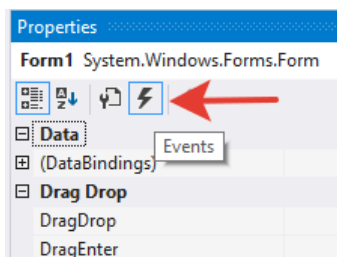 Properties
Form1 System.Windows.Forms.Form
Events
Data
(DataBindings)
Drag Drop
DragDrop
DragEnter